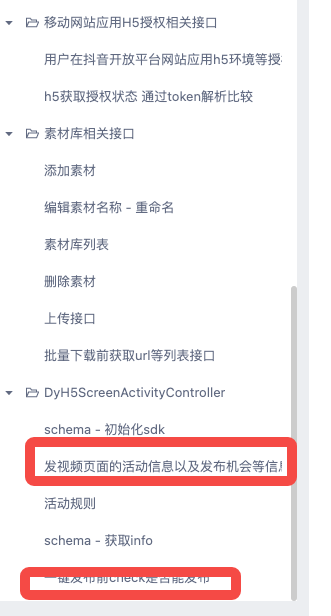 移动网站应用H5授权相关接口
用户在抖音开放平台网站应用h5环境等授
h5获取授权状态 通过token解析比较
素材库相关接口
添加素材
编辑素材名称 - 重命名
素材库列表
删除素材
上传接口
批量下载前获取url等列表接口
DyH5ScreenActivityController
schema - 初始化sdk
发视频页面的活动信息以及发布机会等信息
活动规则
schema - 获取info
一键发布前check是否能发布